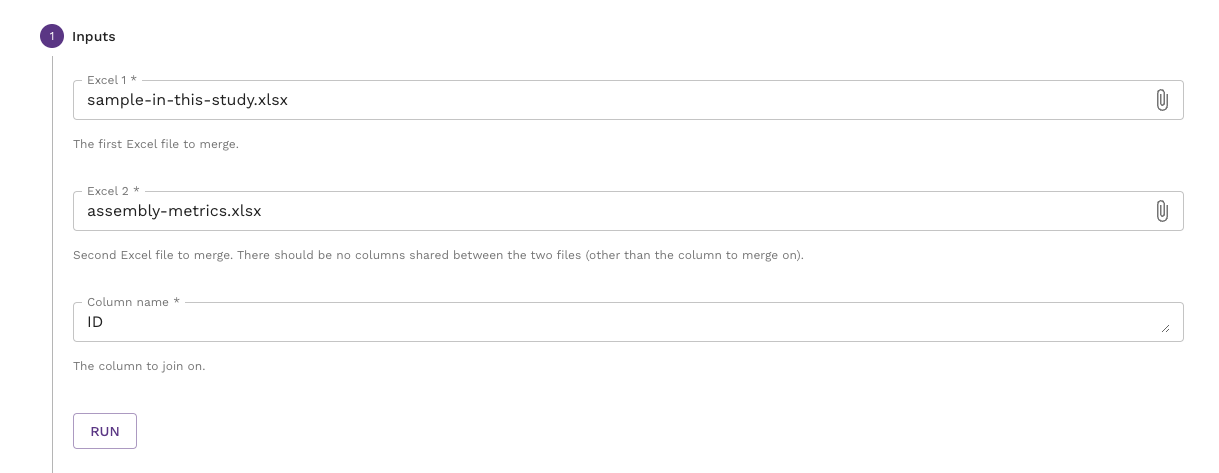 1 Inputs
Excel 1 *
sample-in-this-study.xlsx
The first Excel file to merge.
Excel 2 *
assembly-metrics.xlsx
Second Excel file to merge. There should be no columns shared between the two files (other than the column to merge on).
Column name *
ID
The column to join on.
RUN